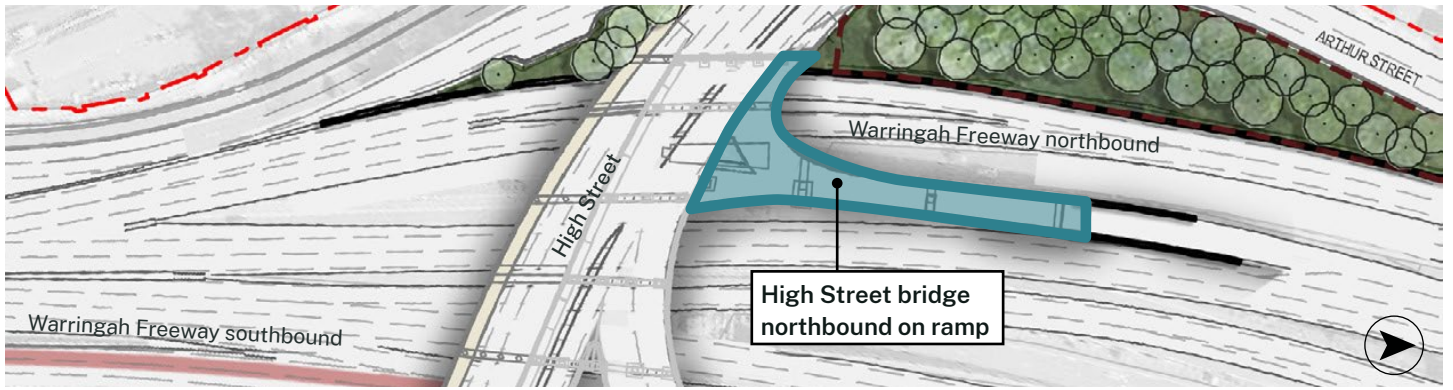 ARTHUR STREET
Warringah Freeway northbound
High Street
High Street bridge
northbound on ramp
Warringah Freeway southbound